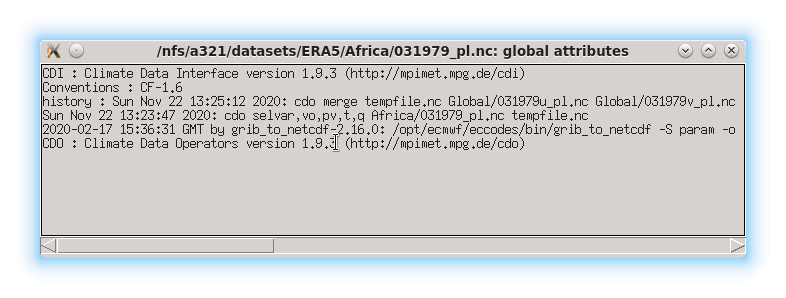 /nfs/a321/datasets/ERA5/Africa/031979_pl.nc: global attributes
CDI : Climate Data Interface version 1.9.3 (http://mpimet.mpg.de/cdi)
Conventions : CF-1.6
history : Sun Nov 22 13:25:12 2020: cdo merge tempfile.nc Global/031979u_pl.nc Global/031979v_pl.nc
Sun Nov 22 13:23:47 2020: cdo selvar,vo,pv,t,q Africa/031979_pl.nc tempfile.nc
2020-02-17 15:36:31 GMT by grib_to_netcdf-2.16.0: /opt/ecmwf/eccodes/bin/grib_to_netcdf -S param -o
CDO : Climate Data Operators version 1.9.3 (http://mpimet.mpg.de/cdo)